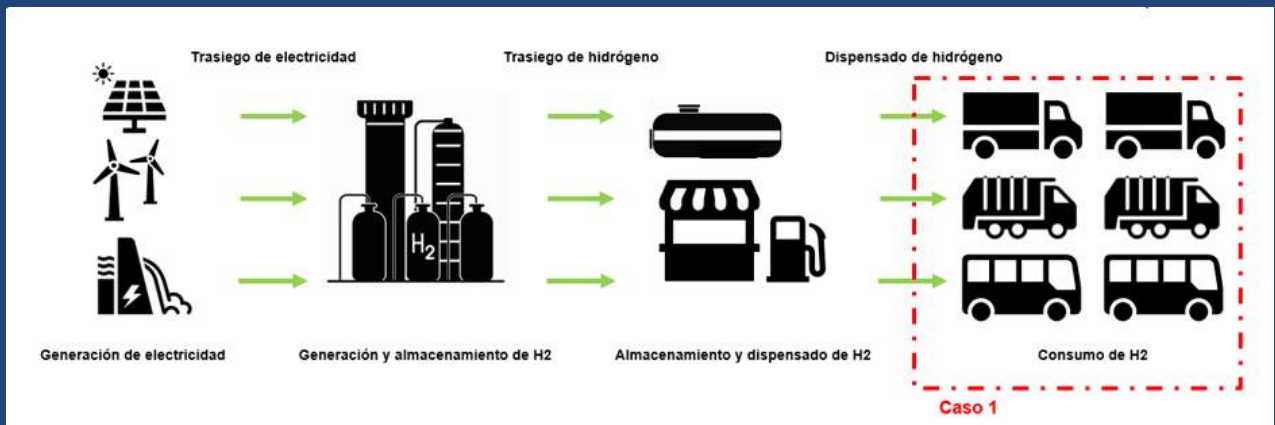 Trasiego de electricidad
Trasiego de hidrógeno
Dispensado de hidrógeno
H2
Generación de electricidad
Generación y almacenamiento de H2
Almacenamiento y dispensado de H2
Consumo de H2
Caso 1